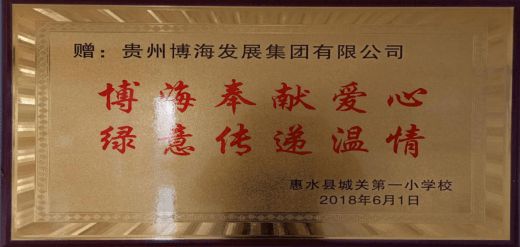 赠：贵州博海发展集团有限公司
博海奉献爱心
绿意传递温情
惠水县城关第一小学校
2018年6月1日